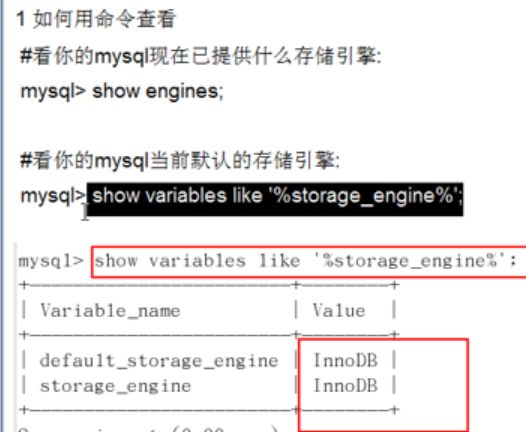 1 如何用命令查看
#看你的mysql现在已提供什么存储引擎:
mysql> show engines;
#看你的mysql当前默认的存储引擎:
mysql> show variables like '%storage_engine%';
mysql> show variables like '%storage_engine%';
+------------------------+--------+
| Variable_name | Value |
+------------------------+--------+
| default_storage_engine | InnoDB |
| storage_engine | InnoDB |
+------------------------+--------+